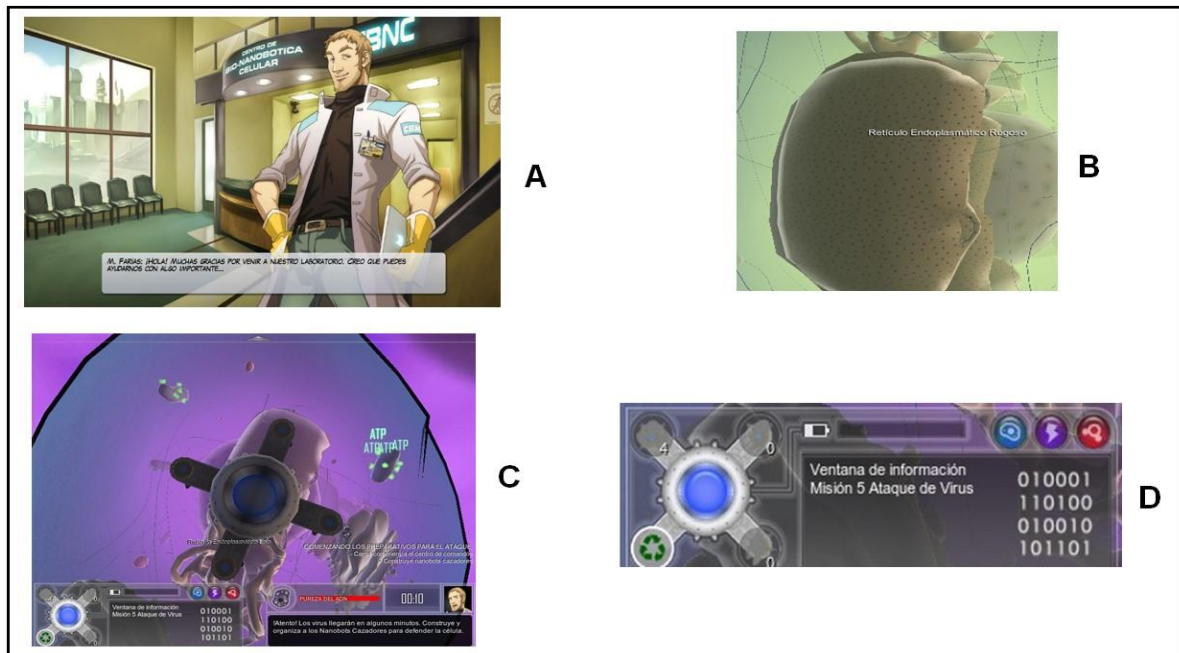 CENTRO DE
BIO-NANOBOTICA
CELULAR
CBNC
M. FARIAS: ¡HOLA! MUCHAS GRACIAS POR VENIR A NUESTRO LABORATORIO. CREO QUE PUEDES
AYUDARNOS CON ALGO IMPORTANTE...
A
Retículo Endoplasmático Rugoso
B
ATP
ATP
ATP
COMENZANDO LOS PREPARATIVOS PARA EL ATAQUE
- Construye nanobots cazadores
4
0
Ventana de información
Misión 5 Ataque de Virus
010001
110100
010010
101101
PUREZA DEL ADN
00:10
!Atento! Los virus llegarán en algunos minutos. Construye y
organiza a los Nanobots Cazadores para defender la célula.
C
4
0
Ventana de información
Misión 5 Ataque de Virus
010001
110100
010010
101101
0
D